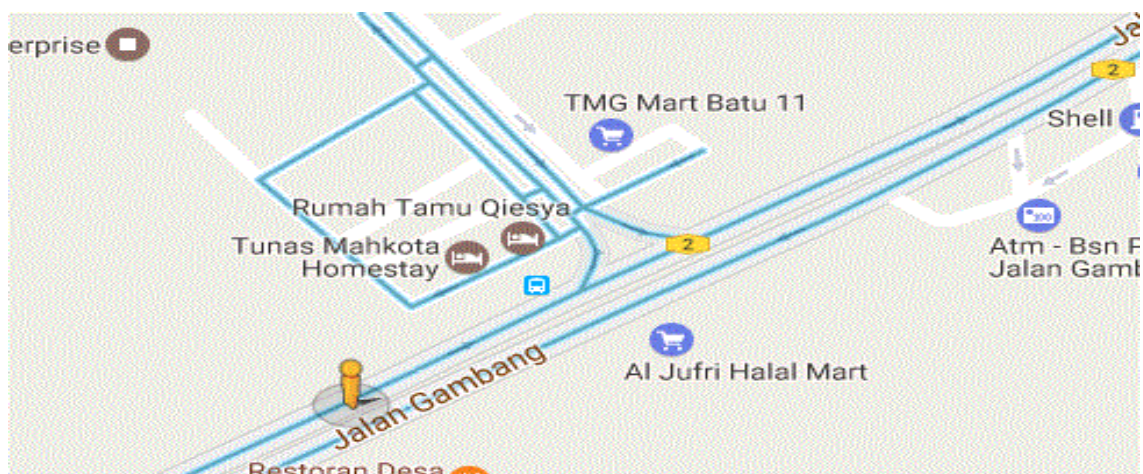 erprise
2
TMG Mart Batu 11
Shell
Rumah Tamu Qiesya
2
Tunas Mahkota
Homestay
Atm - Bsn
Jalan Gamb
Al Jufri Halal Mart
Jalan Gambang
Restoran Desa